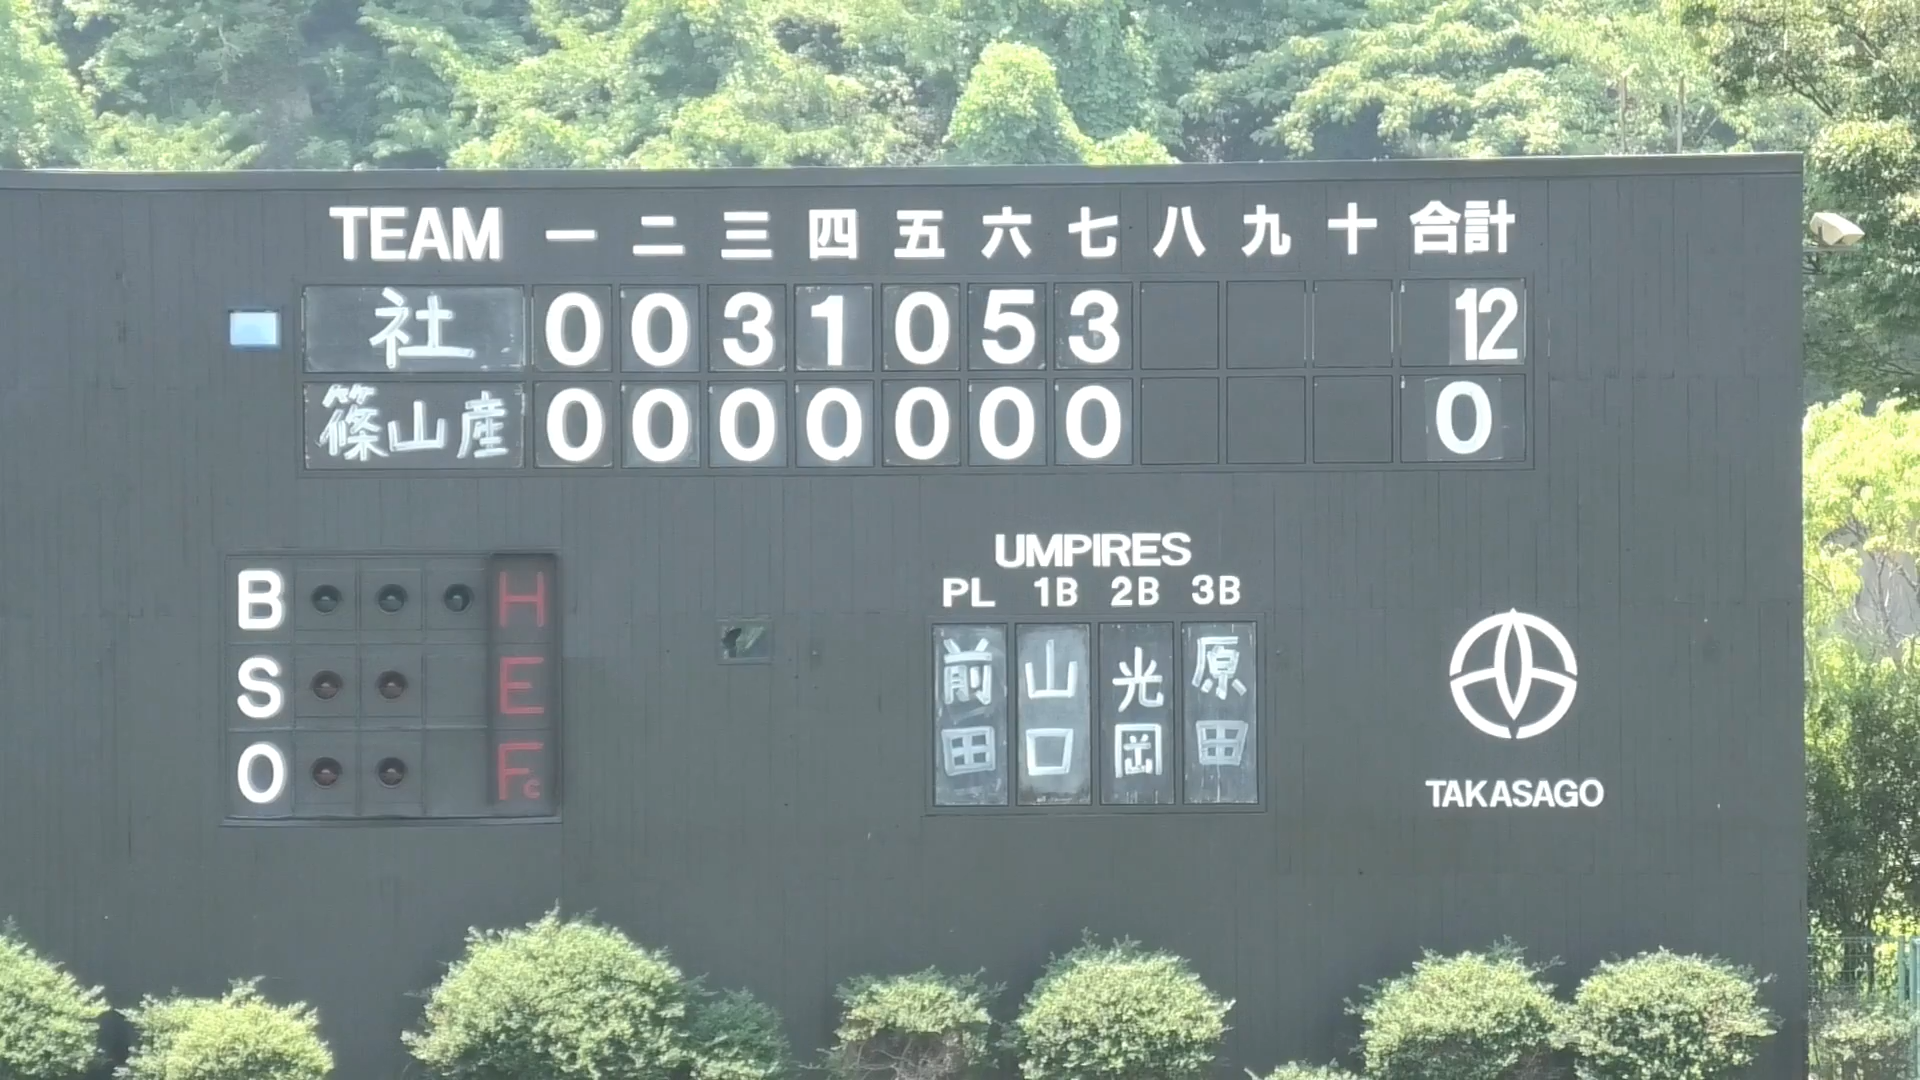 TEAM 一 二 三 四 五 六 七 八 九 十 合計
社 0 0 3 1 0 5 3 12
篠山産 0 0 0 0 0 0 0 0
B H
S E
O Fc
UMPIRES
PL 1B 2B 3B
前田 山口 光岡 原田
TAKASAGO